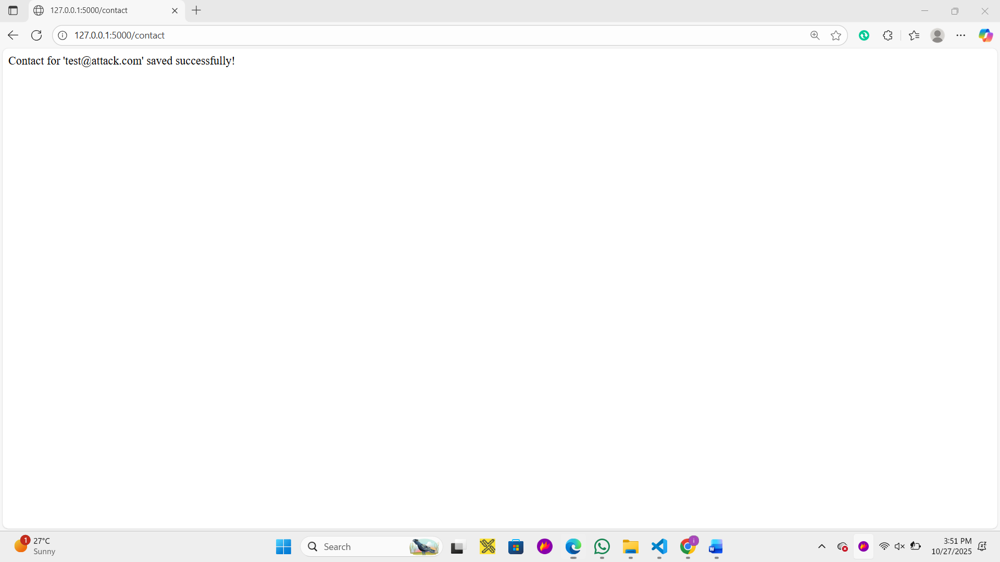 127.0.0.1:5000/contact
127.0.0.1:5000/contact
Contact for 'test@attack.com' saved successfully!
1
27°C
Sunny
Search
i
W
3:51 PM
10/27/2025